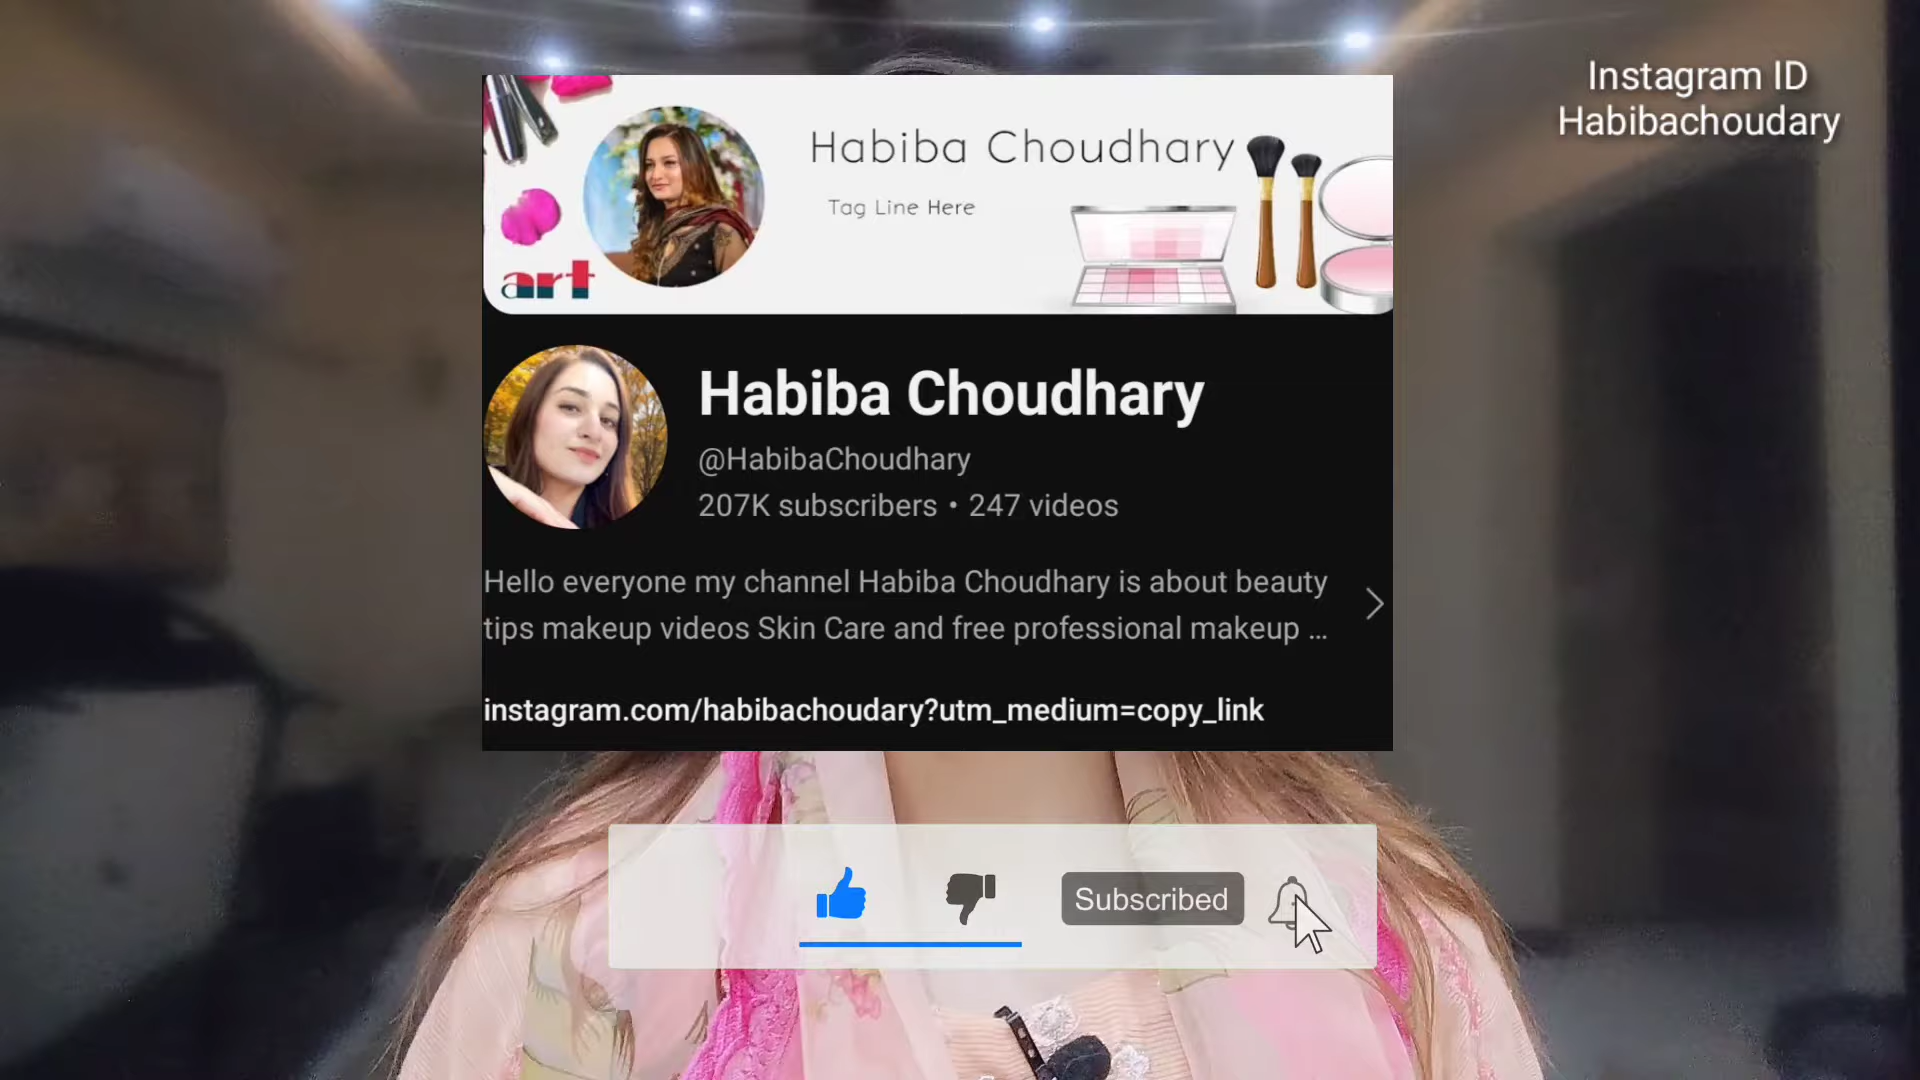 Instagram ID
Habibachoudary
Habiba Choudhary
Tag Line Here
art
Habiba Choudhary
@HabibaChoudhary
207K subscribers • 247 videos
Hello everyone my channel Habiba Choudhary is about beauty
tips makeup videos Skin Care and free professional makeup ...
instagram.com/habibachoudary?utm_medium=copy_link
Subscribed